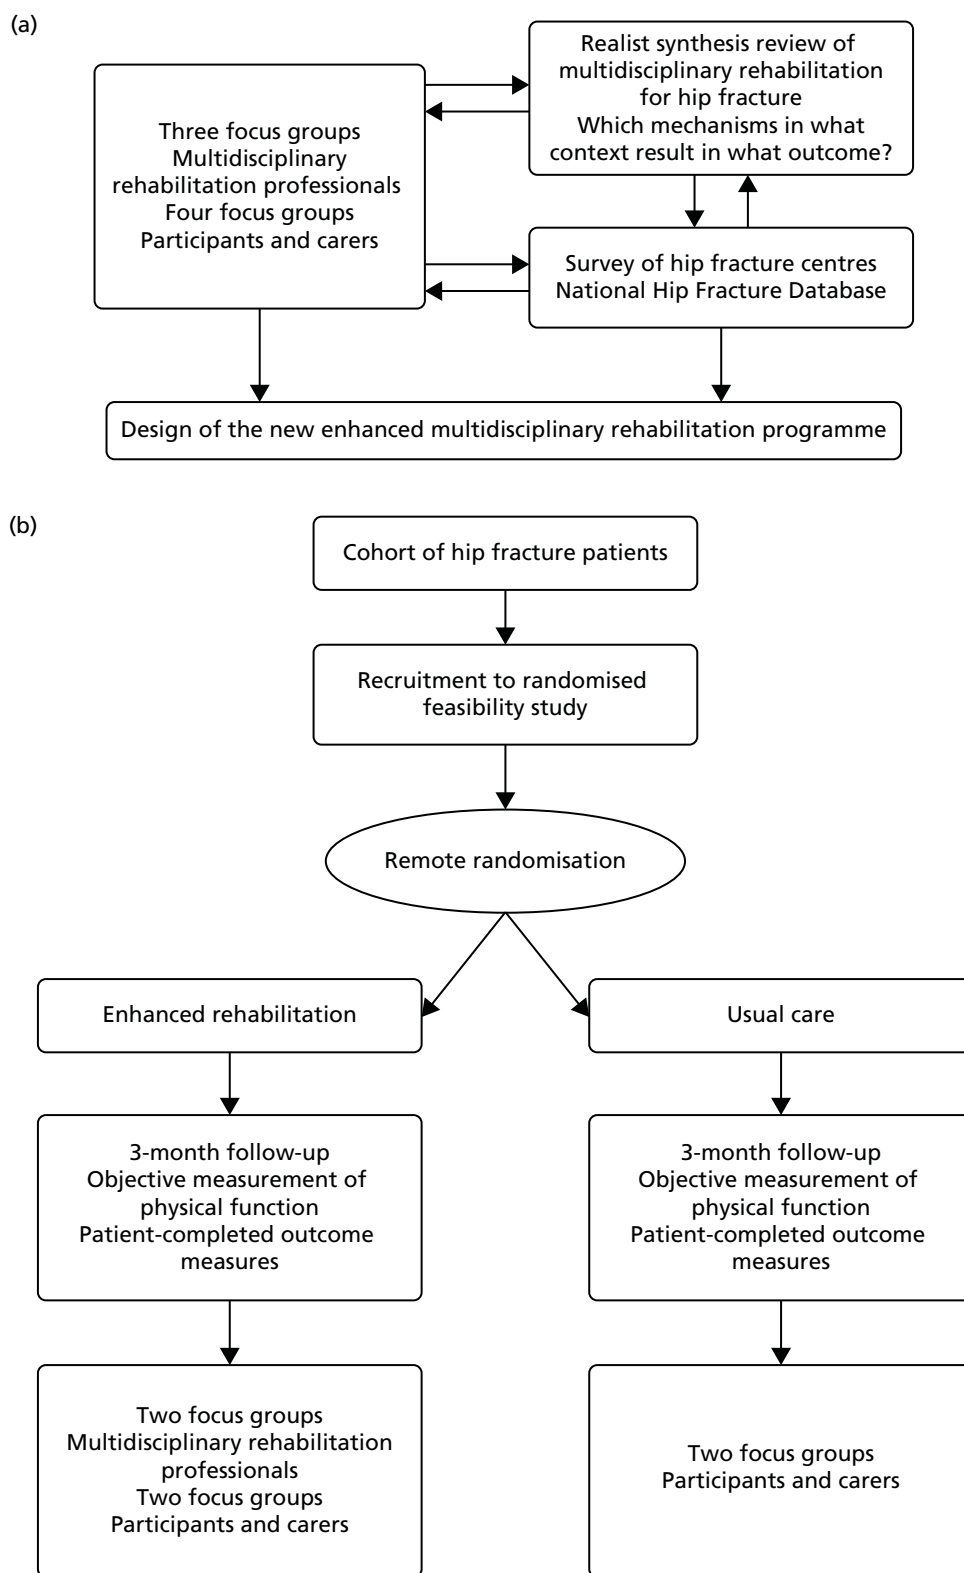 (a)
Three focus groups
Multidisciplinary
rehabilitation professionals
Four focus groups
Participants and carers
Realist synthesis review of
multidisciplinary rehabilitation
for hip fracture
Which mechanisms in what
context result in what outcome?
Survey of hip fracture centres
National Hip Fracture Database
Design of the new enhanced multidisciplinary rehabilitation programme
(b)
Cohort of hip fracture patients
Recruitment to randomised
feasibility study
Remote randomisation
Enhanced rehabilitation
Usual care
3-month follow-up
Objective measurement of
physical function
Patient-completed outcome
measures
3-month follow-up
Objective measurement of
physical function
Patient-completed outcome
measures
Two focus groups
Multidisciplinary rehabilitation
professionals
Two focus groups
Participants and carers
Two focus groups
Participants and carers